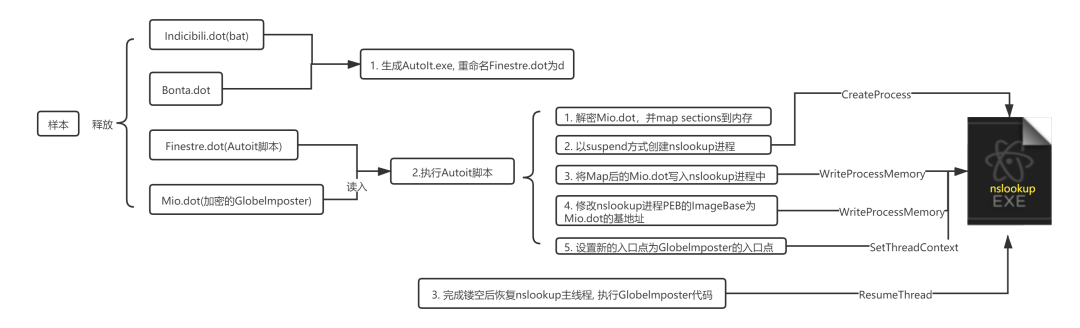 样本
释放
Indicibili.dot(bat)
Bonta.dot
1. 生成AutoIt.exe, 重命名Finestre.dot为d
Finestre.dot(Autoit脚本)
Mio.dot(加密的GlobeImposter)
读入
2.执行Autoit脚本
1. 解密Mio.dot，并map sections到内存
2. 以suspend方式创建nslookup进程
3. 将Map后的Mio.dot写入nslookup进程中
4. 修改nslookup进程PEB的ImageBase为
Mio.dot的基地址
5. 设置新的入口点为GlobeImposter的入口点
CreateProcess
WriteProcessMemory
WriteProcessMemory
SetThreadContext
nslookup
EXE
3. 完成镂空后恢复nslookup主线程, 执行GlobeImposter代码
ResumeThread